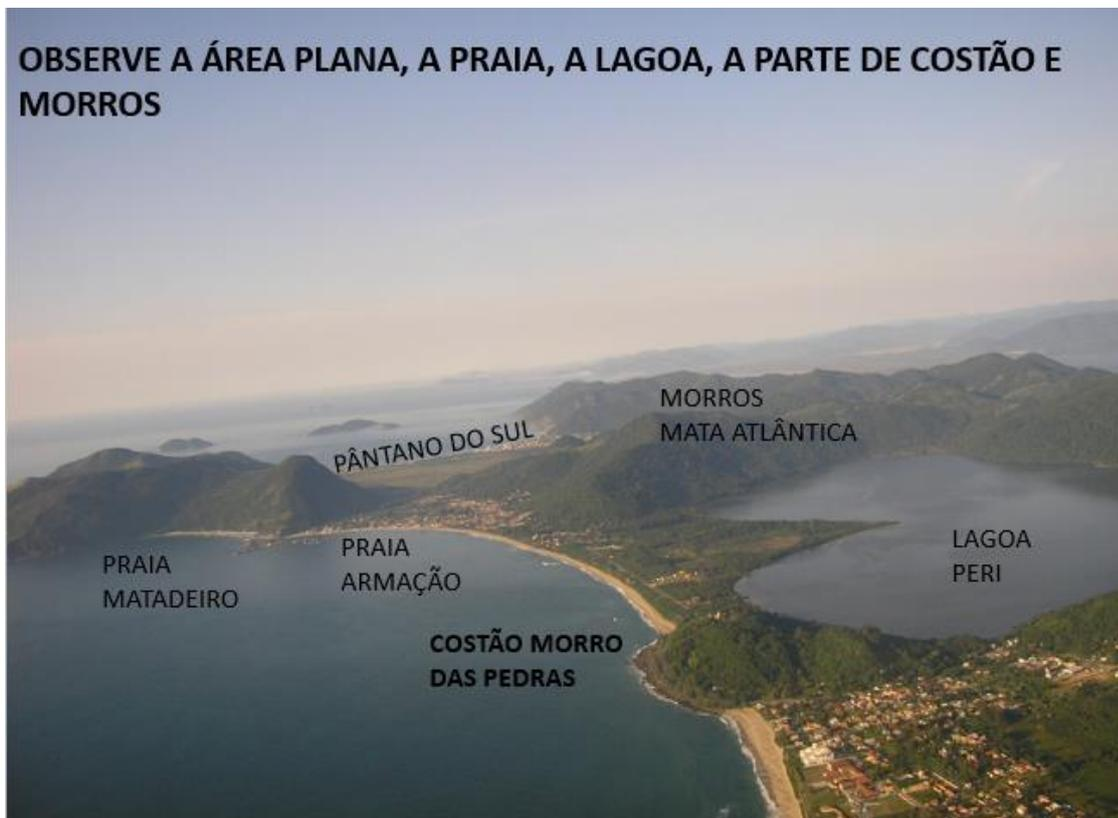 OBSERVE A ÁREA PLANA, A PRAIA, A LAGOA, A PARTE DE COSTÃO E
MORROS
MORROS
MATA ATLÂNTICA
PÂNTANO DO SUL
PRAIA
MATADEIRO
PRAIA
ARMAÇÃO
LAGOA
PERI
COSTÃO MORRO
DAS PEDRAS